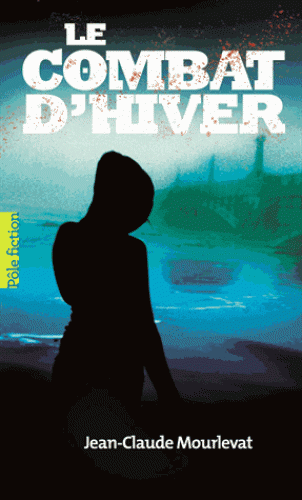 LE
COMBAT
D'HIVER
Pôle fiction
Jean-Claude Mourlevat